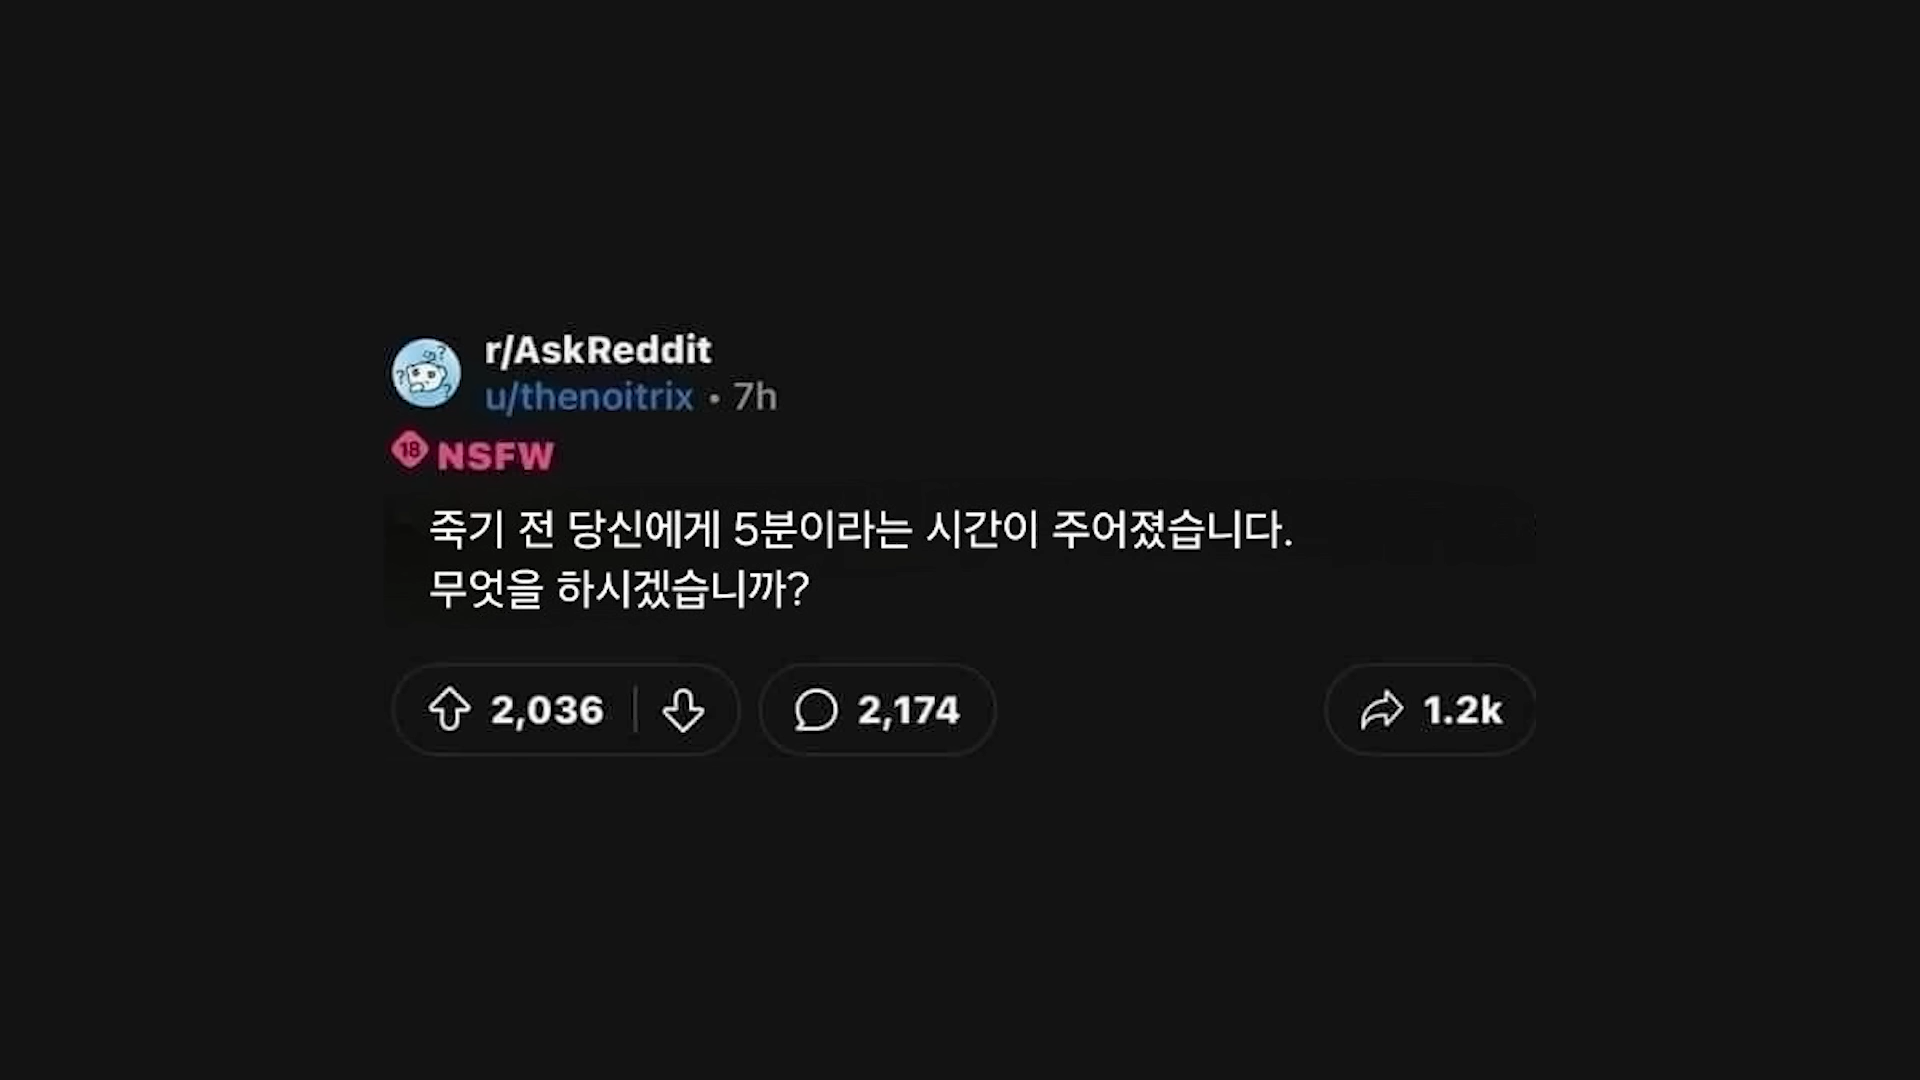 r/AskReddit
u/thenoitrix • 7h
18 NSFW
죽기 전 당신에게 5분이라는 시간이 주어졌습니다.
무엇을 하시겠습니까?
2,036 2,174 1.2k